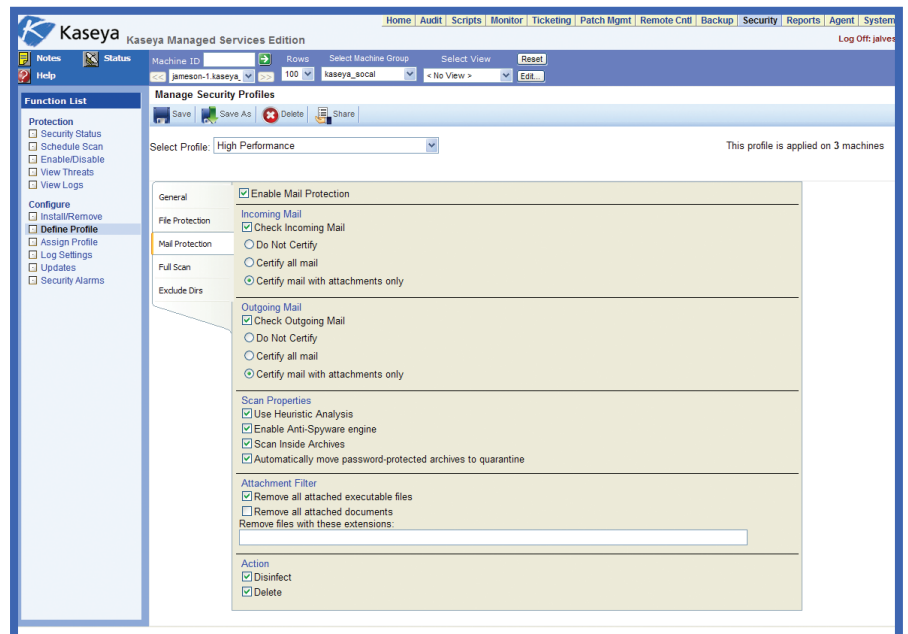 Kaseya Kaseya Managed Services Edition
Home Audit Scripts Monitor Ticketing Patch Mgmt Remote Cntl Backup Security Reports Agent System
Log Off: jalves
Notes Status
Help
Machine ID Rows Select Machine Group Select View Reset
<< jameson-1.kaseya_ >> 100 kaseya_socal < No View > Edit...
Function List
Protection
Security Status
Schedule Scan
Enable/Disable
View Threats
View Logs
Configure
Install/Remove
Define Profile
Assign Profile
Log Settings
Updates
Security Alarms
Manage Security Profiles
Save Save As Delete Share
Select Profile: High Performance
This profile is applied on 3 machines
General
File Protection
Mail Protection
Full Scan
Exclude Dirs
Enable Mail Protection
Incoming Mail
Check Incoming Mail
Do Not Certify
Certify all mail
Certify mail with attachments only
Outgoing Mail
Check Outgoing Mail
Do Not Certify
Certify all mail
Certify mail with attachments only
Scan Properties
Use Heuristic Analysis
Enable Anti-Spyware engine
Scan Inside Archives
Automatically move password-protected archives to quarantine
Attachment Filter
Remove all attached executable files
Remove all attached documents
Remove files with these extensions:
Action
Disinfect
Delete